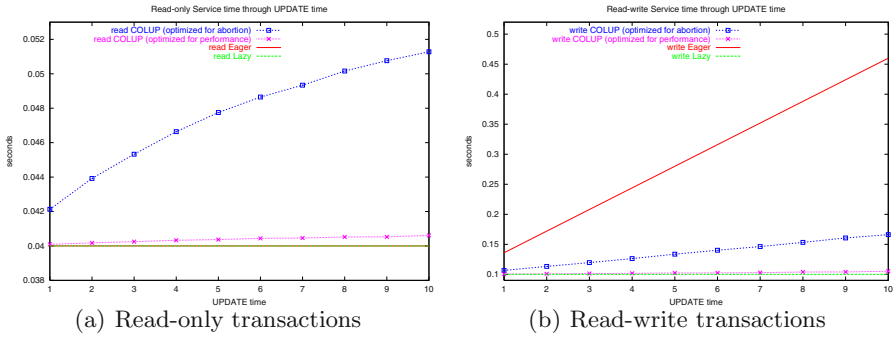 Read-only Service time through UPDATE time
read COLUP (optimized for abortion)
read COLUP (optimized for performance)
read Eager
read Lazy
0.052
0.05
0.048
0.046
0.044
0.042
0.04
0.038
seconds
1 2 3 4 5 6 7 8 9 10
UPDATE time
(a) Read-only transactions
Read-write Service time through UPDATE time
write COLUP (optimized for abortion)
write COLUP (optimized for performance)
write Eager
write Lazy
0.5
0.45
0.4
0.35
0.3
0.25
0.2
0.15
0.1
seconds
1 2 3 4 5 6 7 8 9 10
UPDATE time
(b) Read-write transactions